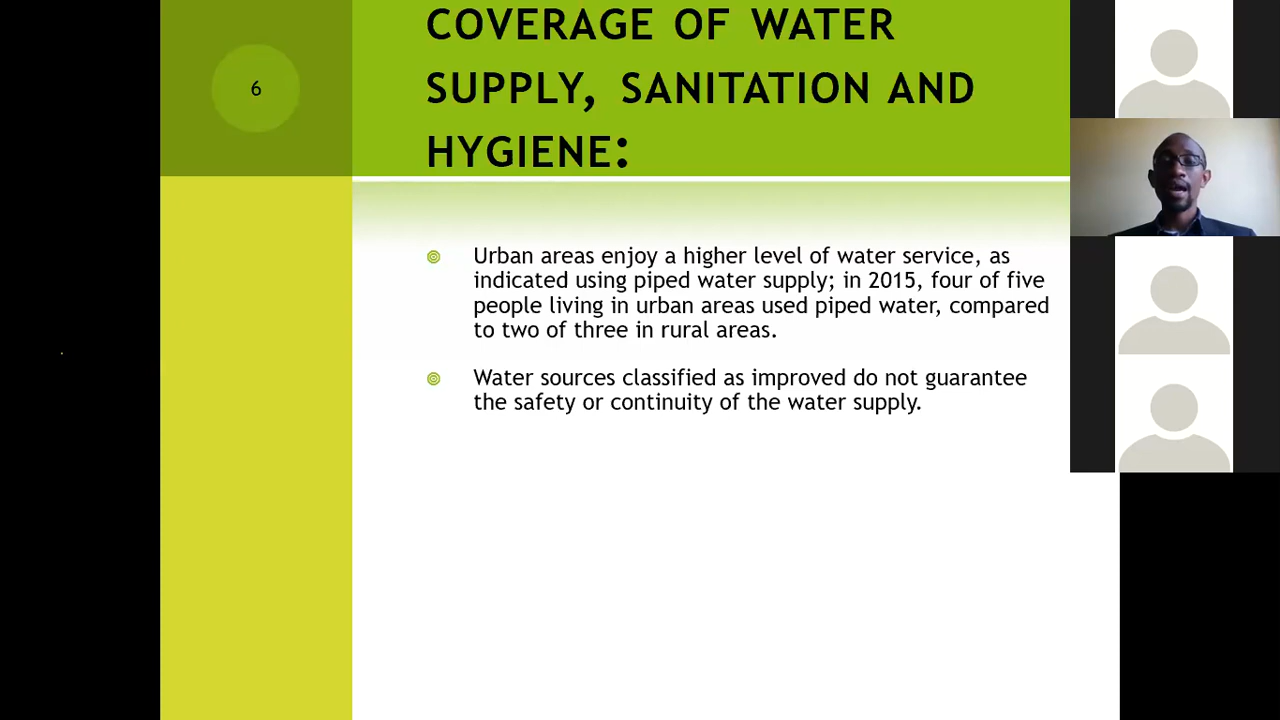 6
COVERAGE OF WATER
SUPPLY, SANITATION AND
HYGIENE:
Urban areas enjoy a higher level of water service, as
indicated using piped water supply; in 2015, four of five
people living in urban areas used piped water, compared
to two of three in rural areas.
Water sources classified as improved do not guarantee
the safety or continuity of the water supply.